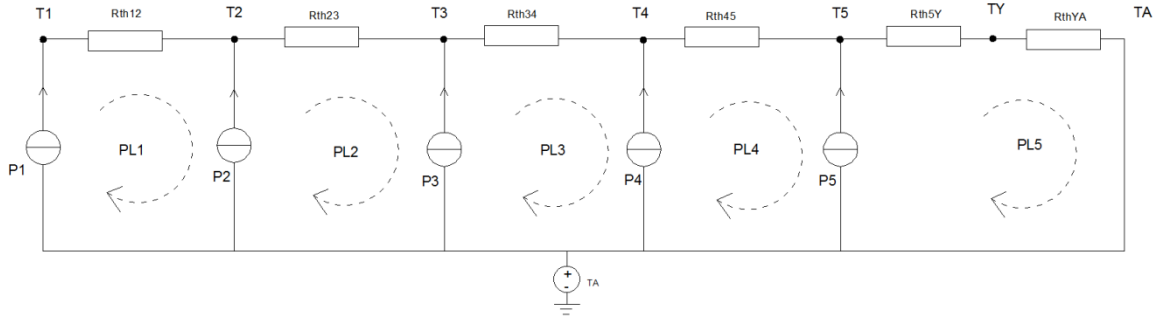 T1 Rth12 T2 Rth23 T3 Rth34 T4 Rth45 T5 Rth5Y TY RthYA TA
P1 PL1 P2 PL2 P3 PL3 P4 PL4 P5 PL5
+
- TA